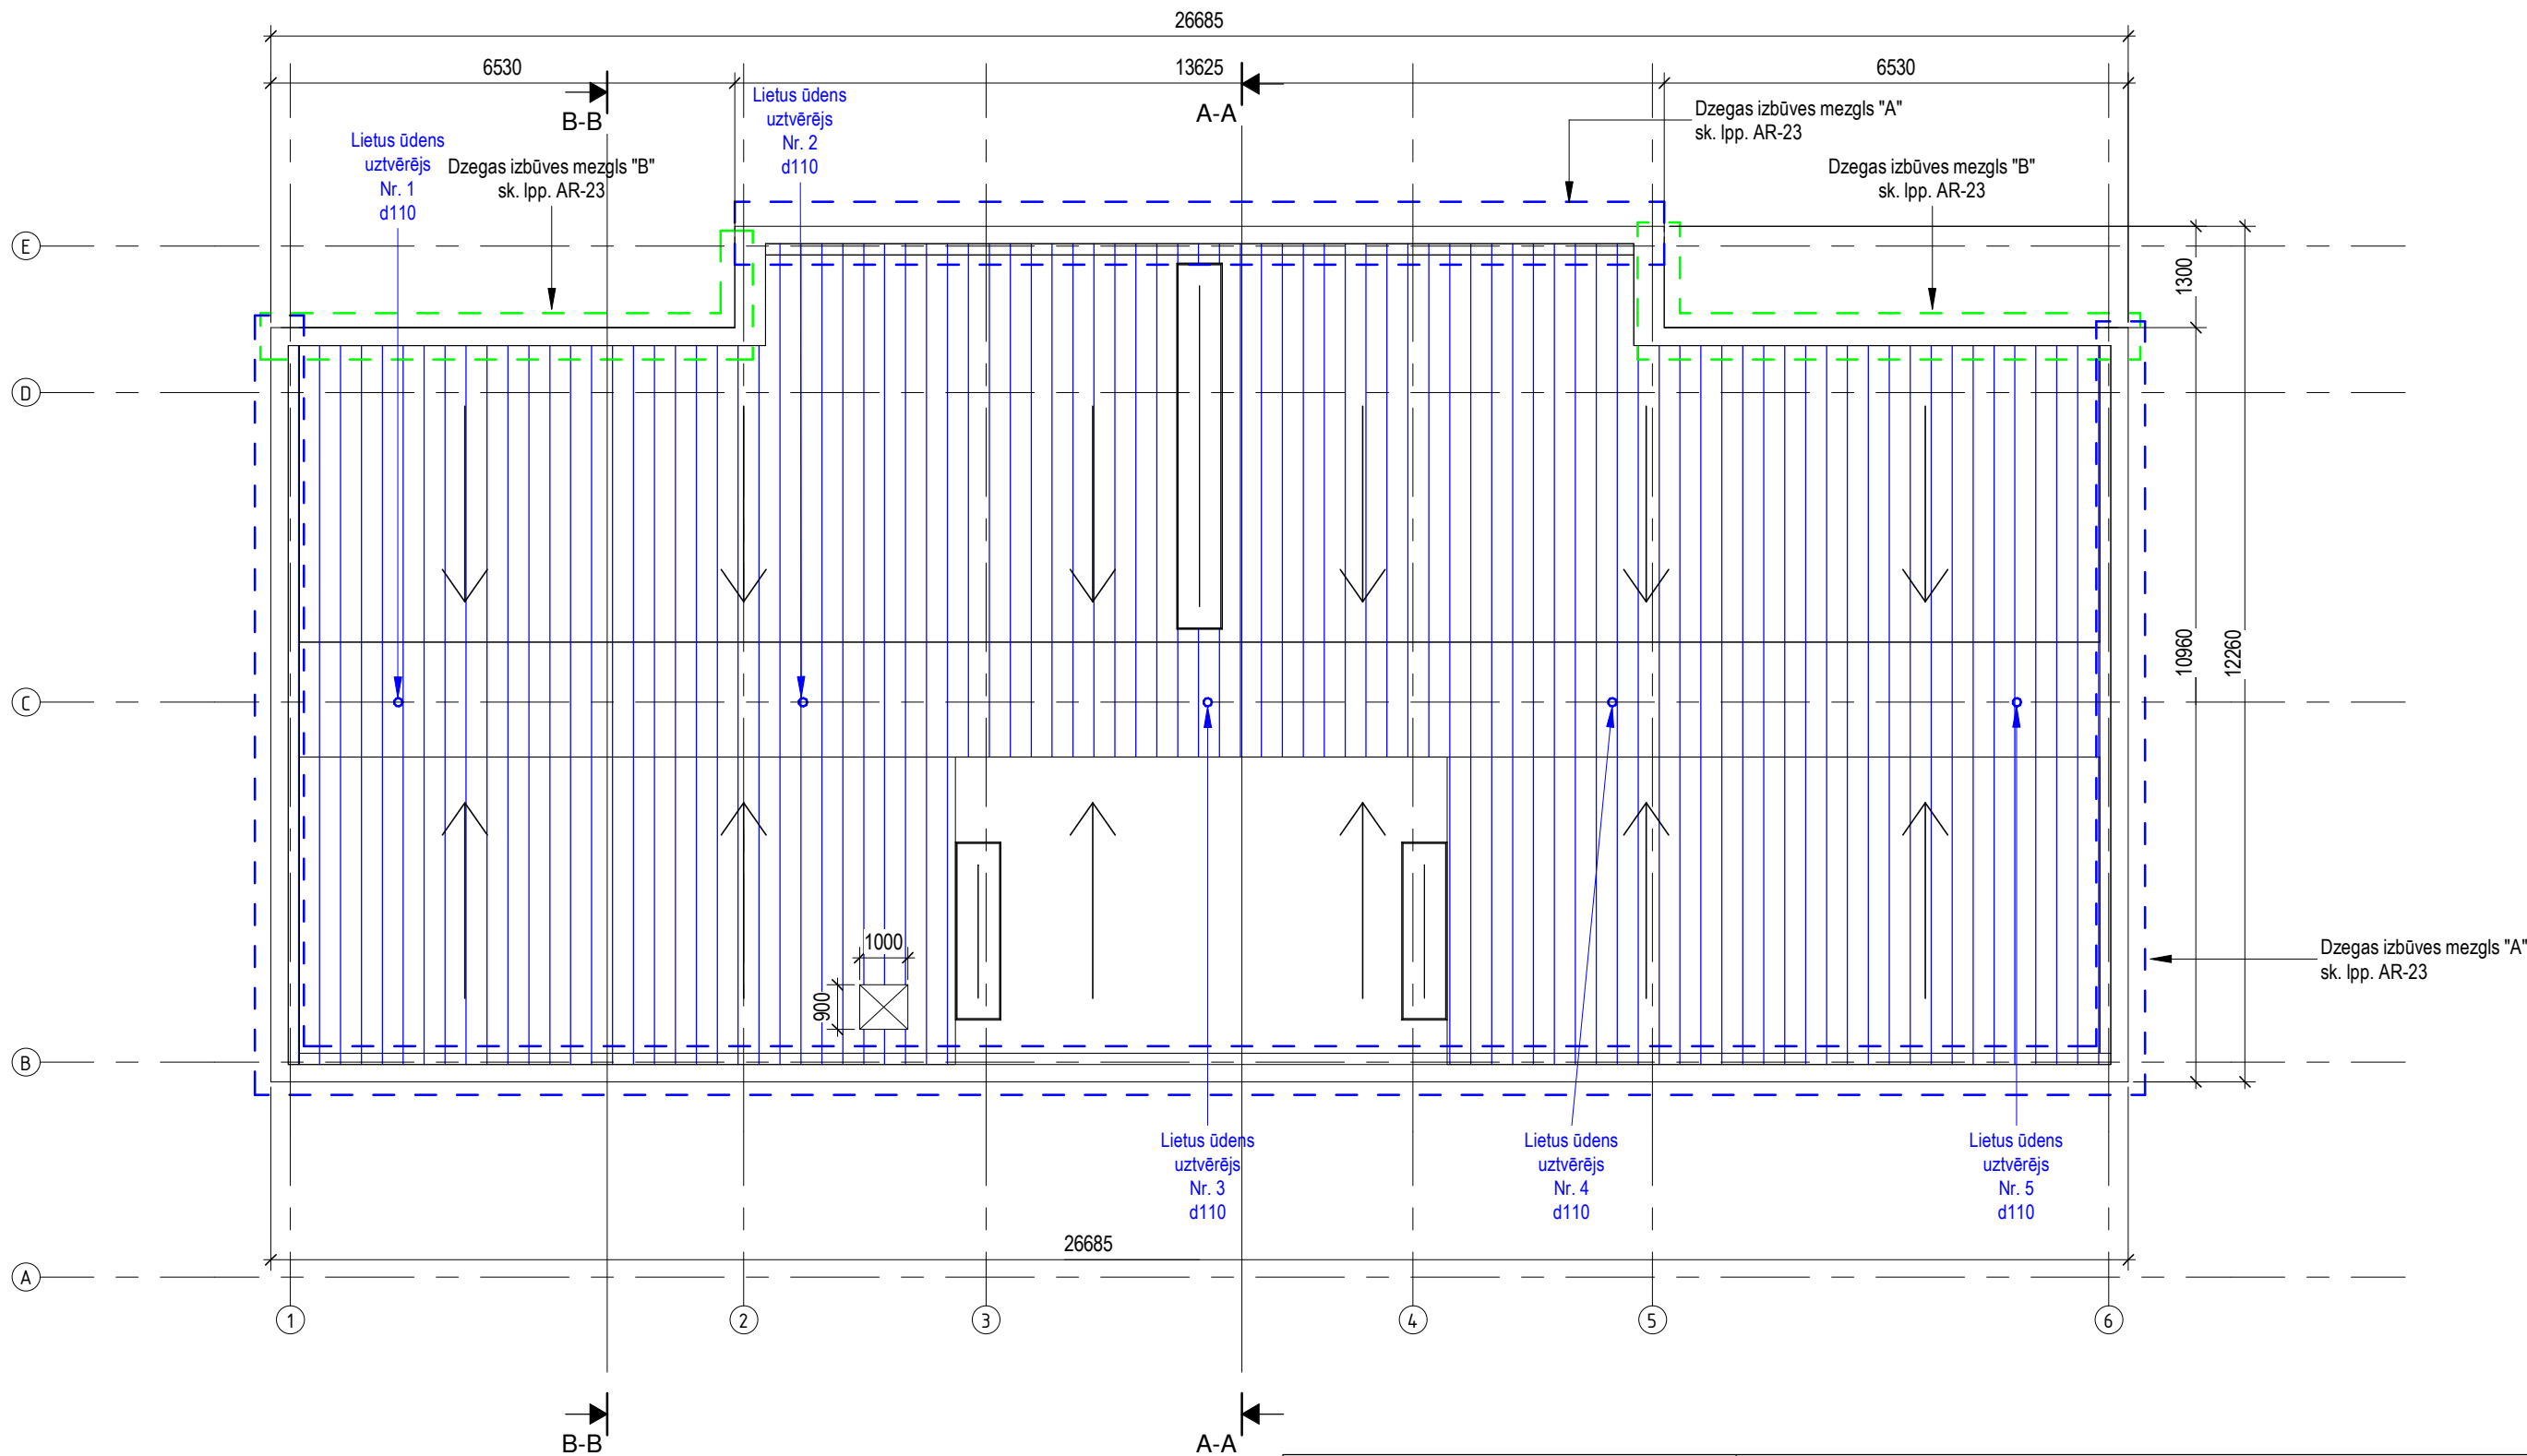 26685
6530
13625
6530
B-B
A-A
Lietus ūdens
uztvērējs
Nr. 1
d110
Lietus ūdens
uztvērējs
Nr. 2
d110
Dzegas izbūves mezgls "B"
sk. lpp. AR-23
Dzegas izbūves mezgls "A"
sk. lpp. AR-23
Dzegas izbūves mezgls "B"
sk. lpp. AR-23
E
D
C
B
A
1300
10960
12260
1000
900
Dzegas izbūves mezgls "A"
sk. lpp. AR-23
Lietus ūdens
uztvērējs
Nr. 3
d110
Lietus ūdens
uztvērējs
Nr. 4
d110
Lietus ūdens
uztvērējs
Nr. 5
d110
26685
1
2
3
4
5
6
B-B
A-A